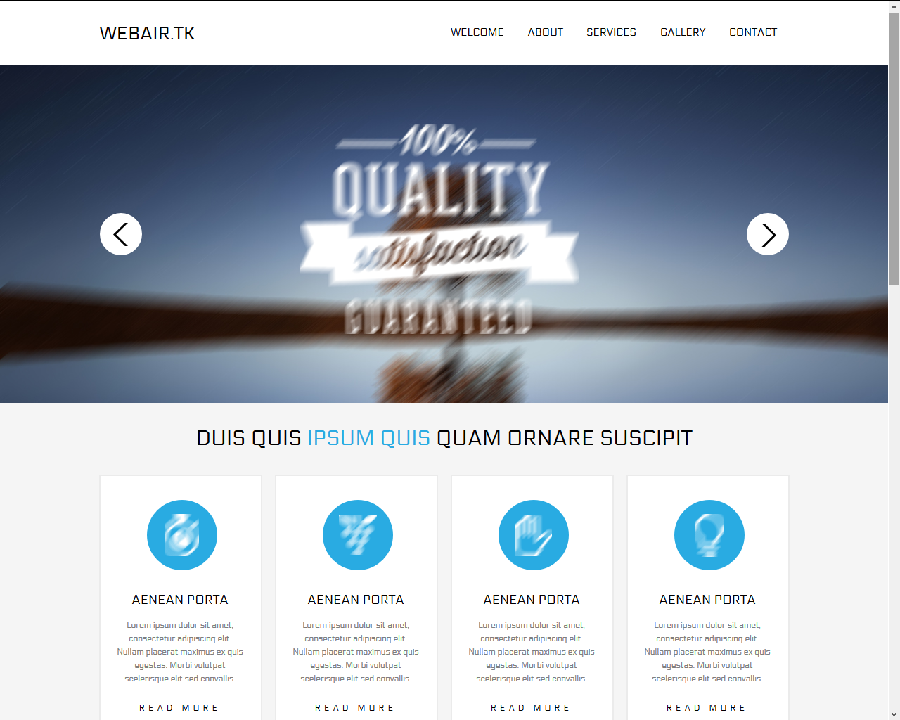 WEBAIR.TK
WELCOME ABOUT SERVICES GALLERY CONTACT
100%
QUALITY
satisfaction
GUARANTEED
DUIS QUIS IPSUM QUIS QUAM ORNARE SUSCIPIT
AENEAN PORTA
Lorem ipsum dolor sit amet,
consectetur adipiscing elit.
Nullam placerat maximus ex quis
egestas. Morbi volutpat
scelerisque elit sed convallis.
READ MORE
AENEAN PORTA
Lorem ipsum dolor sit amet,
consectetur adipiscing elit.
Nullam placerat maximus ex quis
egestas. Morbi volutpat
scelerisque elit sed convallis.
READ MORE
AENEAN PORTA
Lorem ipsum dolor sit amet,
consectetur adipiscing elit.
Nullam placerat maximus ex quis
egestas. Morbi volutpat
scelerisque elit sed convallis.
READ MORE
AENEAN PORTA
Lorem ipsum dolor sit amet,
consectetur adipiscing elit.
Nullam placerat maximus ex quis
egestas. Morbi volutpat
scelerisque elit sed convallis.
READ MORE